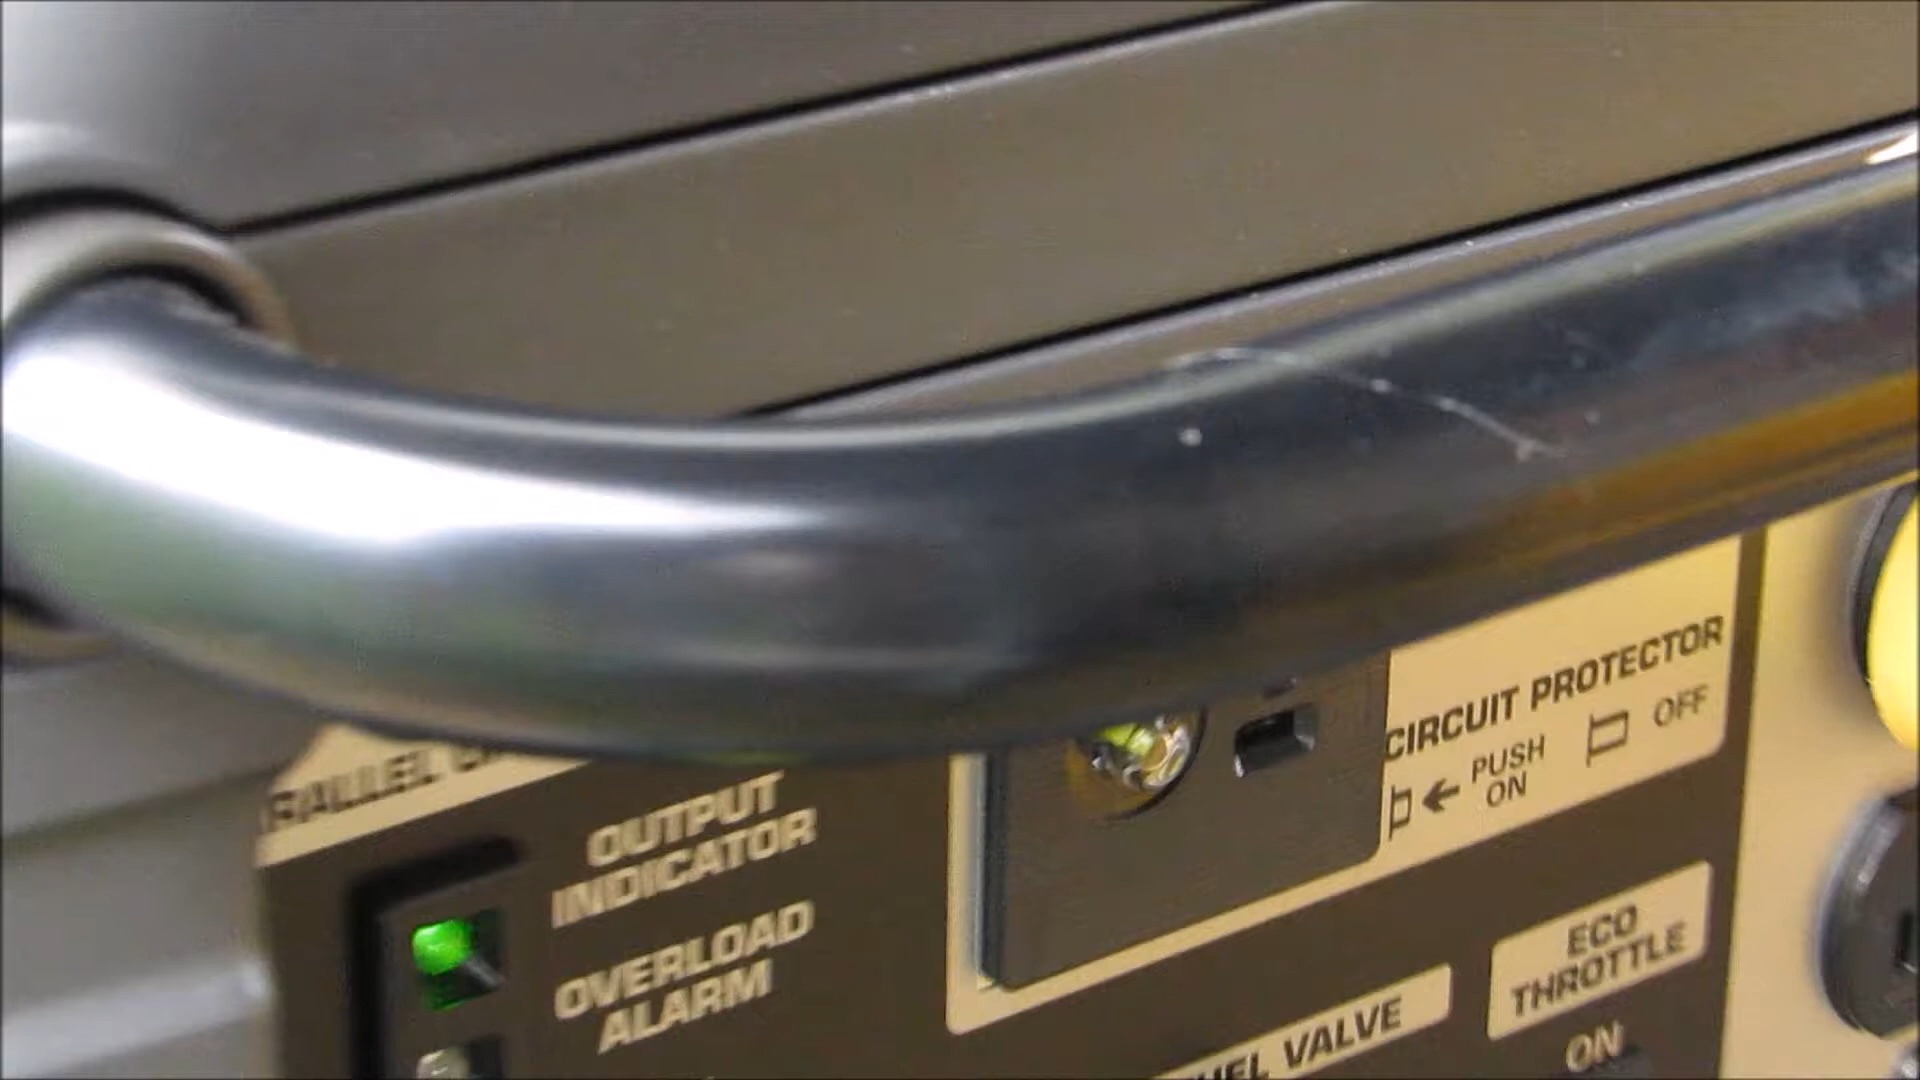 OUTPUT
INDICATOR
OVERLOAD
ALARM
CIRCUIT PROTECTOR
PUSH
ON
OFF
ECO
THROTTLE
ON
VALVE